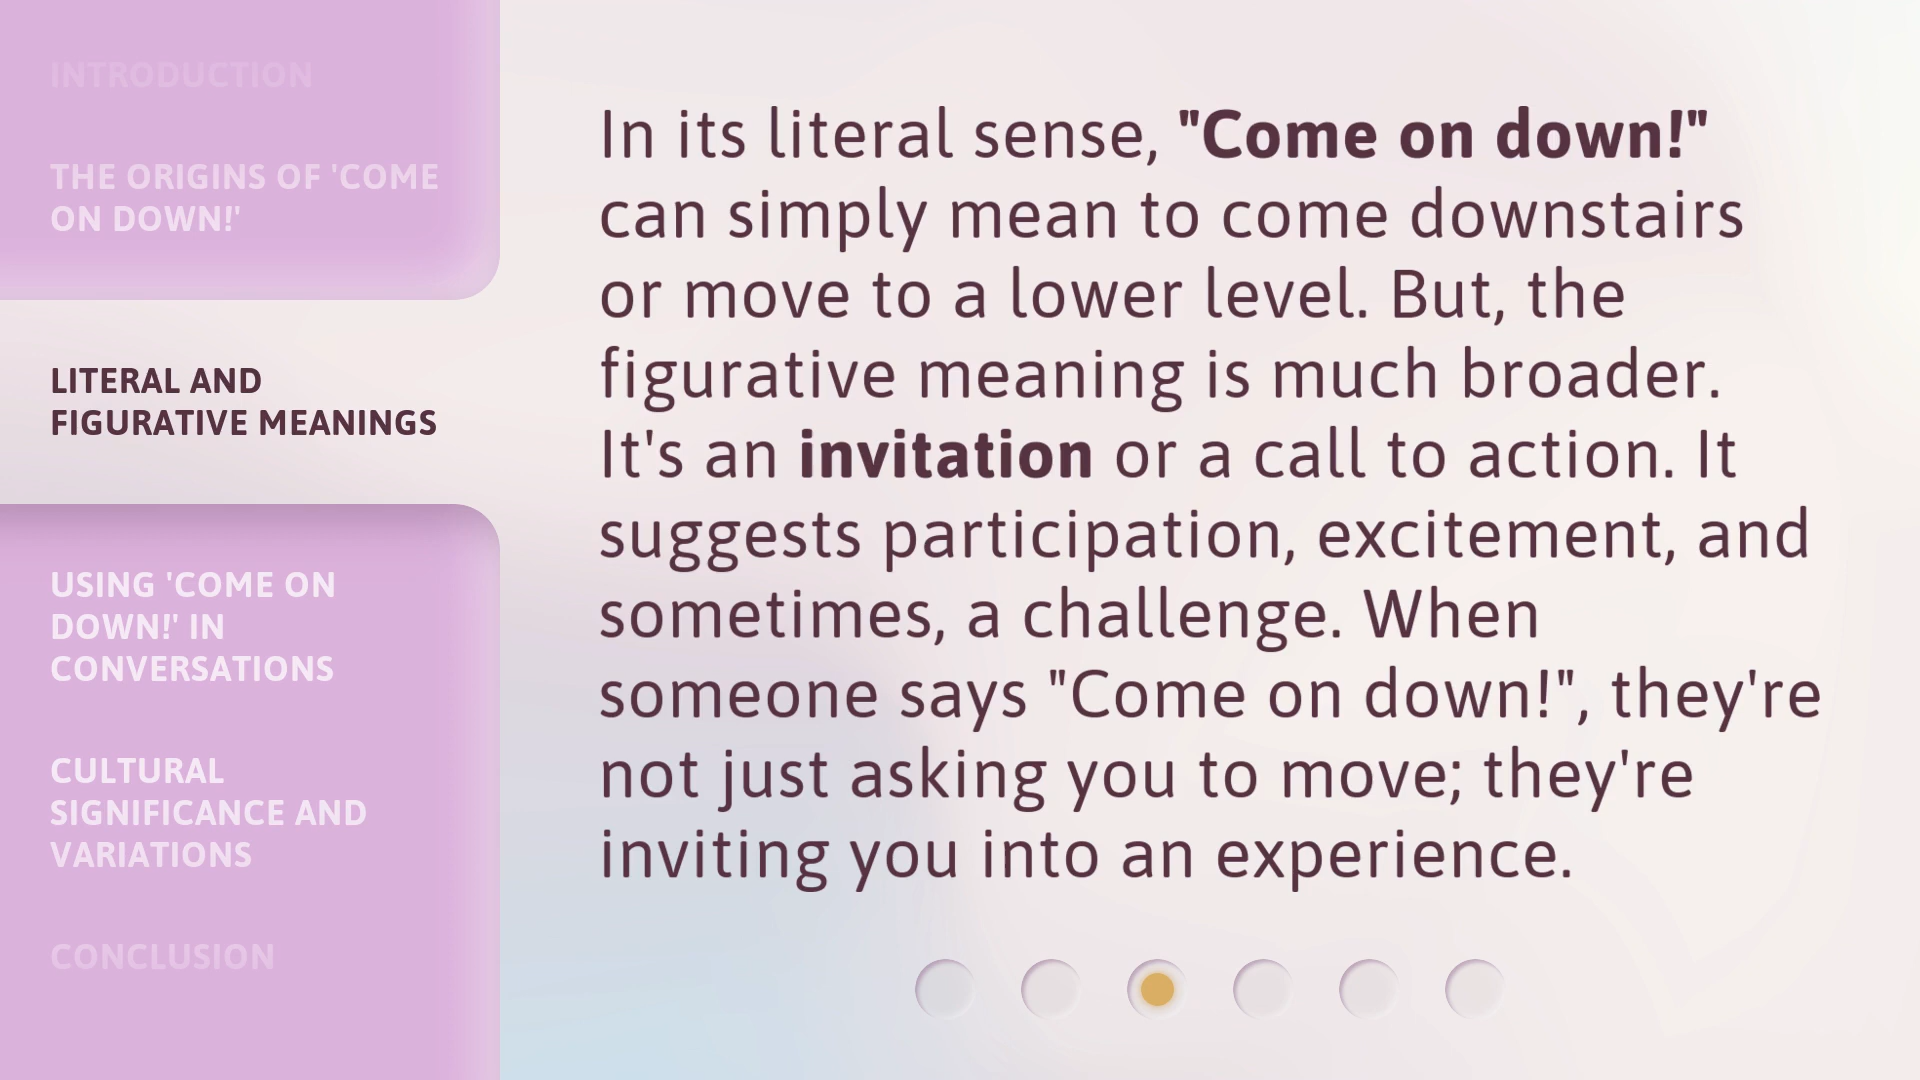 INTRODUCTION
THE ORIGINS OF 'COME
ON DOWN!'
LITERAL AND
FIGURATIVE MEANINGS
USING 'COME ON
DOWN!' IN
CONVERSATIONS
CULTURAL
SIGNIFICANCE AND
VARIATIONS
CONCLUSION
In its literal sense, "Come on down!"
can simply mean to come downstairs
or move to a lower level. But, the
figurative meaning is much broader.
It's an invitation or a call to action. It
suggests participation, excitement, and
sometimes, a challenge. When
someone says "Come on down!", they're
not just asking you to move; they're
inviting you into an experience.